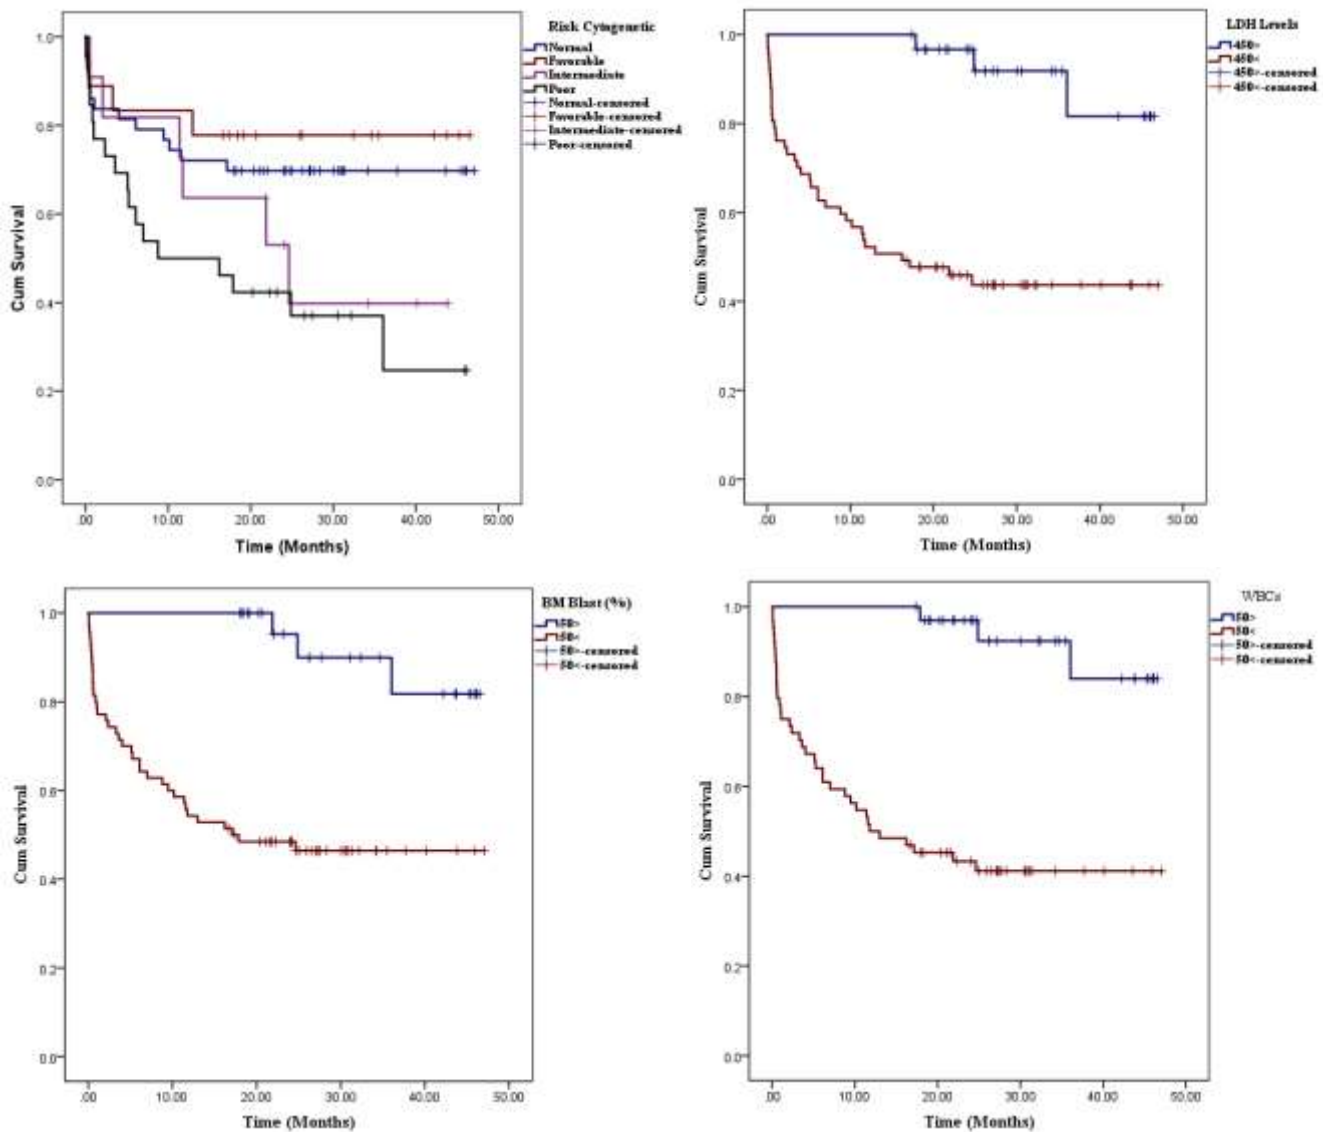 Risk Cytogenetic
Normal
Favorable
Intermediate
Poor
Normal-censored
Favorable-censored
Intermediate-censored
Poor-censored
1.0
0.8
0.6
0.4
0.2
0.0
Cum Survival
.00 10.00 20.00 30.00 40.00 50.00
Time (Months)
LDH Levels
450>
450<
450>-censored
450<-censored
1.0
0.8
0.6
0.4
0.2
0.0
Cum Survival
.00 10.00 20.00 30.00 40.00 50.00
Time (Months)
BM Blast (%)
50>
50<
50>-censored
50<-censored
1.0
0.8
0.6
0.4
0.2
0.0
Cum Survival
.00 10.00 20.00 30.00 40.00 50.00
Time (Months)
WBCs
50>
50<
50>-censored
50<-censored
1.0
0.8
0.6
0.4
0.2
0.0
Cum Survival
.00 10.00 20.00 30.00 40.00 50.00
Time (Months)